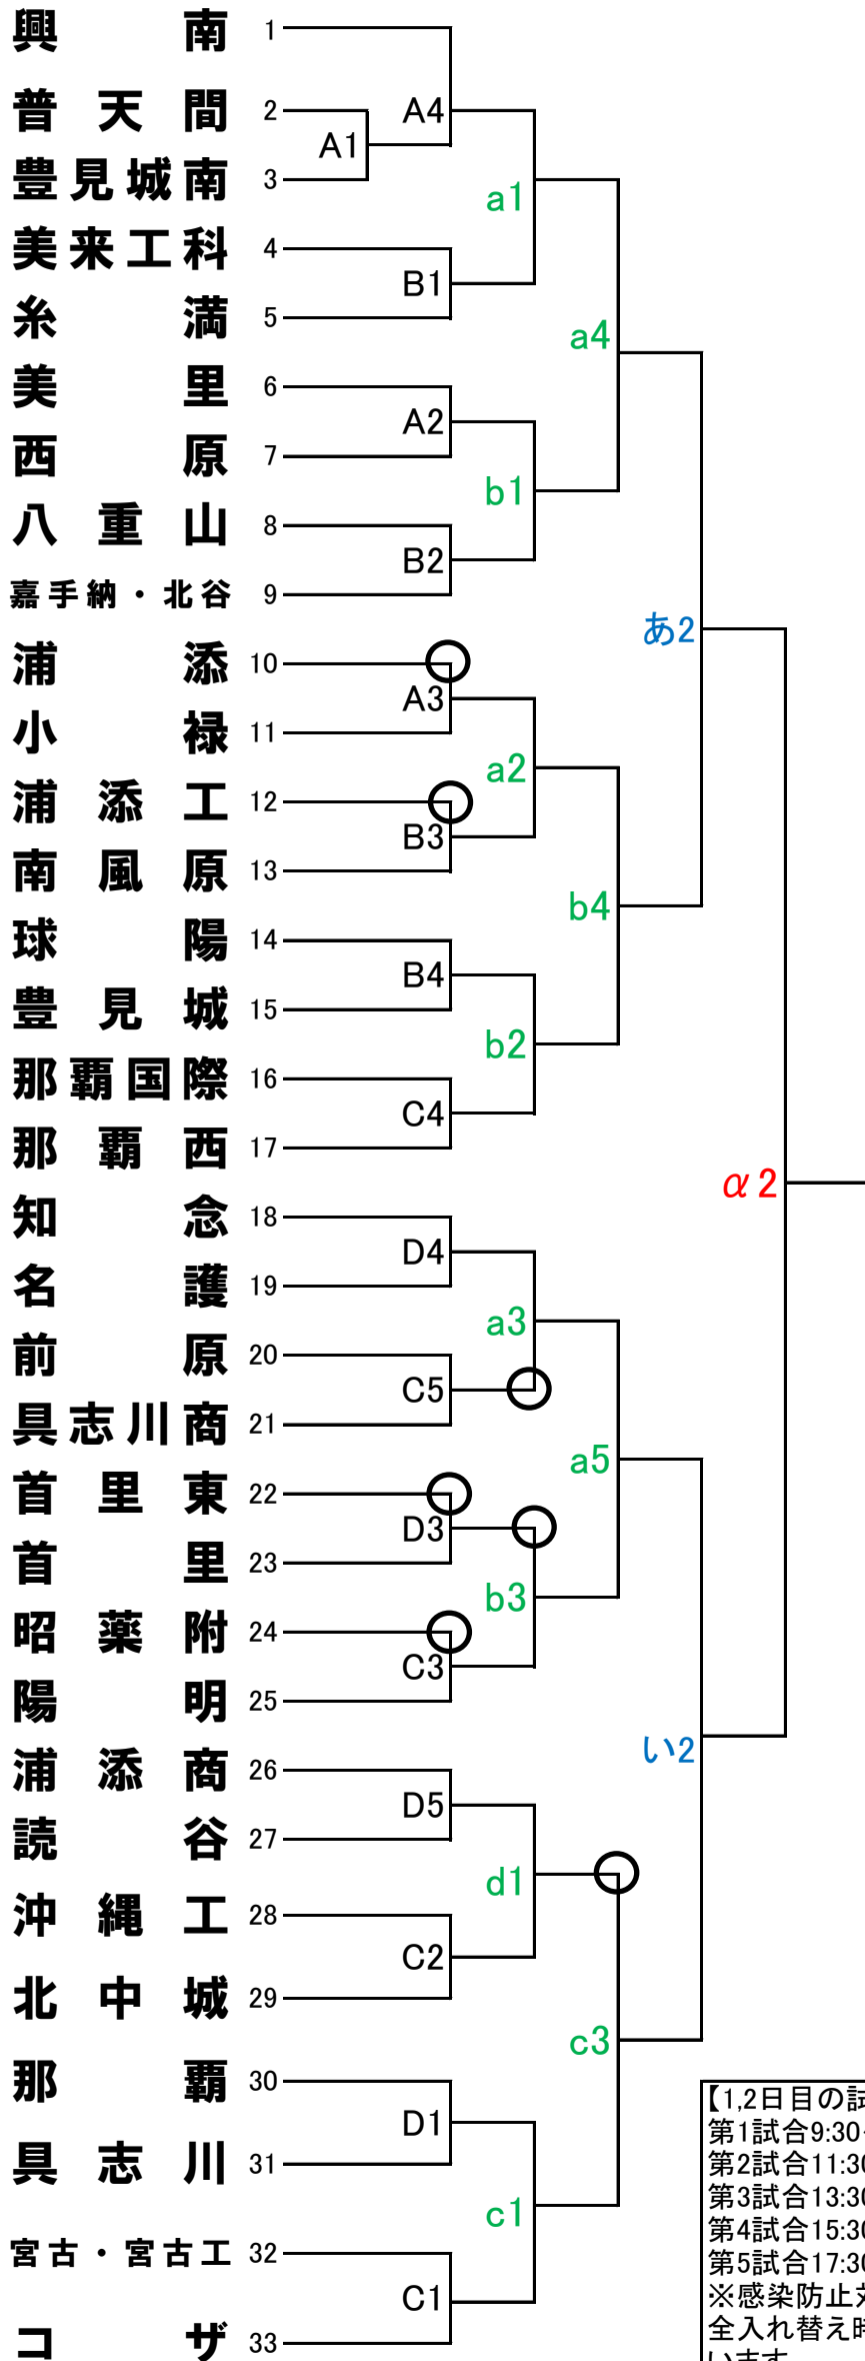 興南 1
普天間 2
A4
A1
豊見城南 3
a1
美来工科 4
B1
糸満 5
a4
美里 6
A2
西原 7
b1
八重山 8
B2
嘉手納・北谷 9
あ2
浦添 10
A3
小禄 11
a2
浦添工 12
B3
南風原 13
b4
球陽 14
B4
豊見城 15
b2
那覇国際 16
C4
那覇西 17
α2
知念 18
D4
名護 19
a3
前原 20
C5
具志川商 21
a5
首里東 22
D3
首里 23
b3
昭薬附 24
C3
陽明 25
い2
浦添商 26
D5
読谷 27
d1
沖縄工 28
C2
北中城 29
c3
那覇 30
D1
具志川 31
c1
宮古・宮古工 32
C1
コザ 33
【1,2日目の試
第1試合9:30
第2試合11:30
第3試合13:30
第4試合15:30
第5試合17:30
※感染防止対
全入れ替え時
います